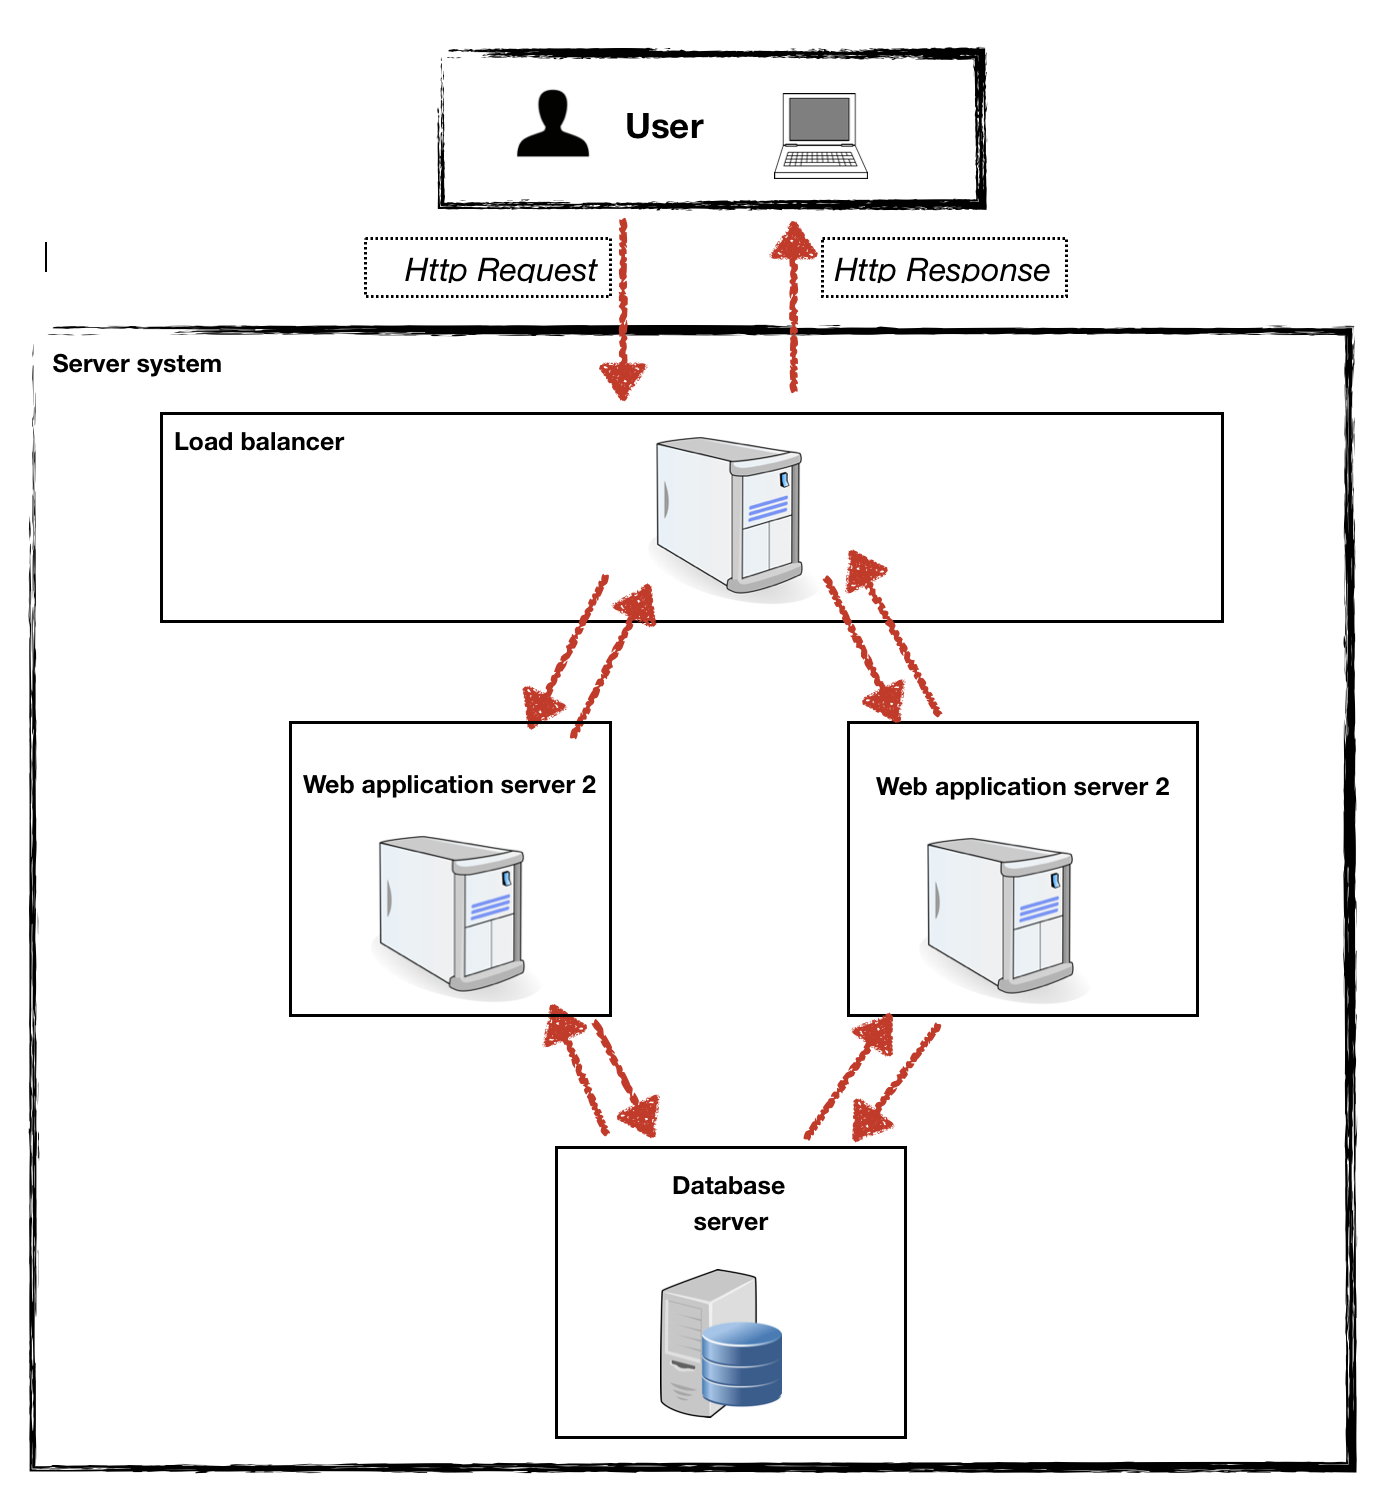 User
Http Request
Http Response
Server system
Load balancer
Web application server 2
Web application server 2
Database
server